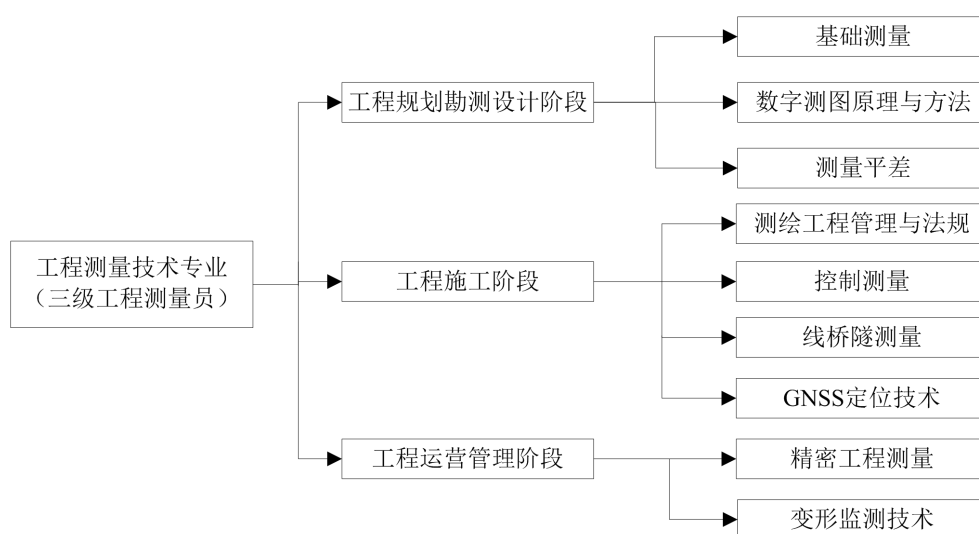 工程测量技术专业
（三级工程测量员）
工程规划勘测设计阶段
基础测量
数字测图原理与方法
测量平差
工程施工阶段
测绘工程管理与法规
控制测量
线桥隧测量
GNSS定位技术
工程运营管理阶段
精密工程测量
变形监测技术